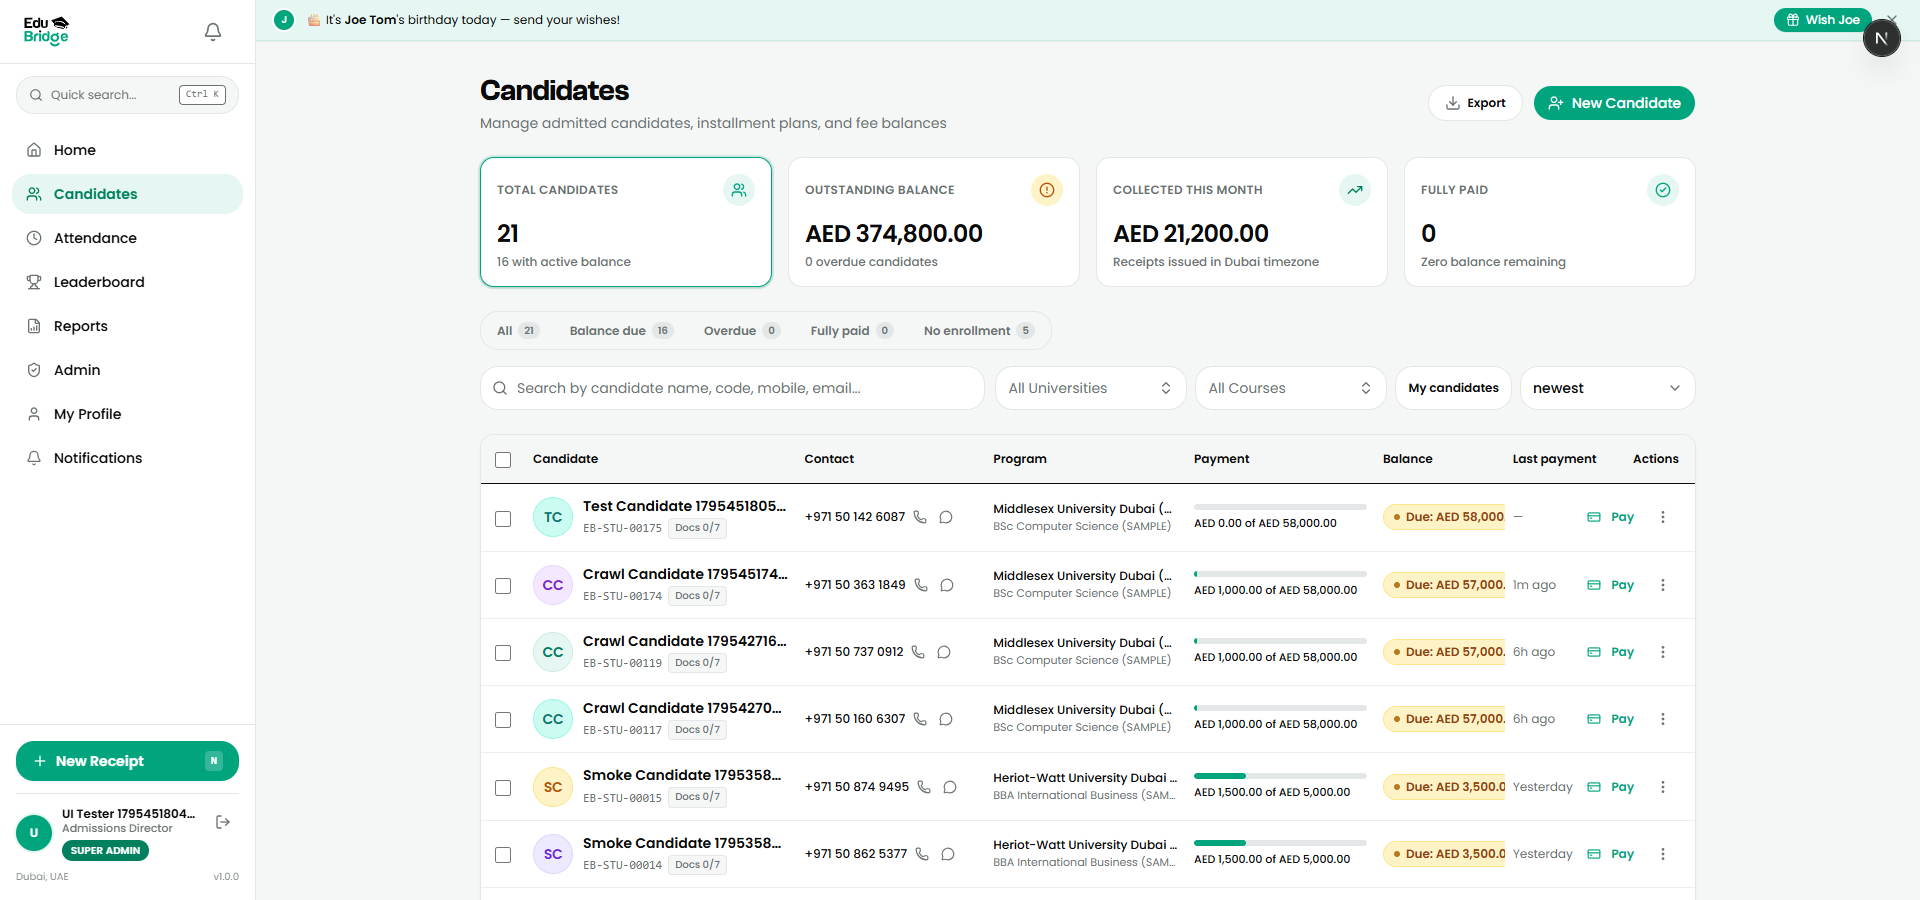 Edu
Bridge
Quick search...
Ctrl K
Home
Candidates
Attendance
Leaderboard
Reports
Admin
My Profile
Notifications
+ New Receipt N
U
UI Tester 1795451804...
Admissions Director
SUPER ADMIN
Dubai, UAE v1.0.0
J It's Joe Tom's birthday today — send your wishes! Wish Joe
N
Candidates
Manage admitted candidates, installment plans, and fee balances
Export
New Candidate
TOTAL CANDIDATES
21
16 with active balance
OUTSTANDING BALANCE
AED 374,800.00
0 overdue candidates
COLLECTED THIS MONTH
AED 21,200.00
Receipts issued in Dubai timezone
FULLY PAID
0
Zero balance remaining
All 21 Balance due 16 Overdue 0 Fully paid 0 No enrollment 5
Search by candidate name, code, mobile, email...
All Universities
All Courses
My candidates
newest
Candidate Contact Program Payment Balance Last payment Actions
TC Test Candidate 1795451805...
EB-STU-00175 Docs 0/7
+971 50 142 6087
Middlesex University Dubai (...
BSc Computer Science (SAMPLE)
AED 0.00 of AED 58,000.00
Due: AED 58,000. — Pay
CC Crawl Candidate 179545174...
EB-STU-00174 Docs 0/7
+971 50 363 1849
Middlesex University Dubai (...
BSc Computer Science (SAMPLE)
AED 1,000.00 of AED 58,000.00
Due: AED 57,000. 1m ago Pay
CC Crawl Candidate 179542716...
EB-STU-00119 Docs 0/7
+971 50 737 0912
Middlesex University Dubai (...
BSc Computer Science (SAMPLE)
AED 1,000.00 of AED 58,000.00
Due: AED 57,000. 6h ago Pay
CC Crawl Candidate 17954270...
EB-STU-00117 Docs 0/7
+971 50 160 6307
Middlesex University Dubai (...
BSc Computer Science (SAMPLE)
AED 1,000.00 of AED 58,000.00
Due: AED 57,000. 6h ago Pay
SC Smoke Candidate 1795358...
EB-STU-00015 Docs 0/7
+971 50 874 9495
Heriot-Watt University Dubai ...
BBA International Business (SAM...
AED 1,500.00 of AED 5,000.00
Due: AED 3,500.0 Yesterday Pay
SC Smoke Candidate 1795358...
EB-STU-00014 Docs 0/7
+971 50 862 5377
Heriot-Watt University Dubai ...
BBA International Business (SAM...
AED 1,500.00 of AED 5,000.00
Due: AED 3,500.0 Yesterday Pay